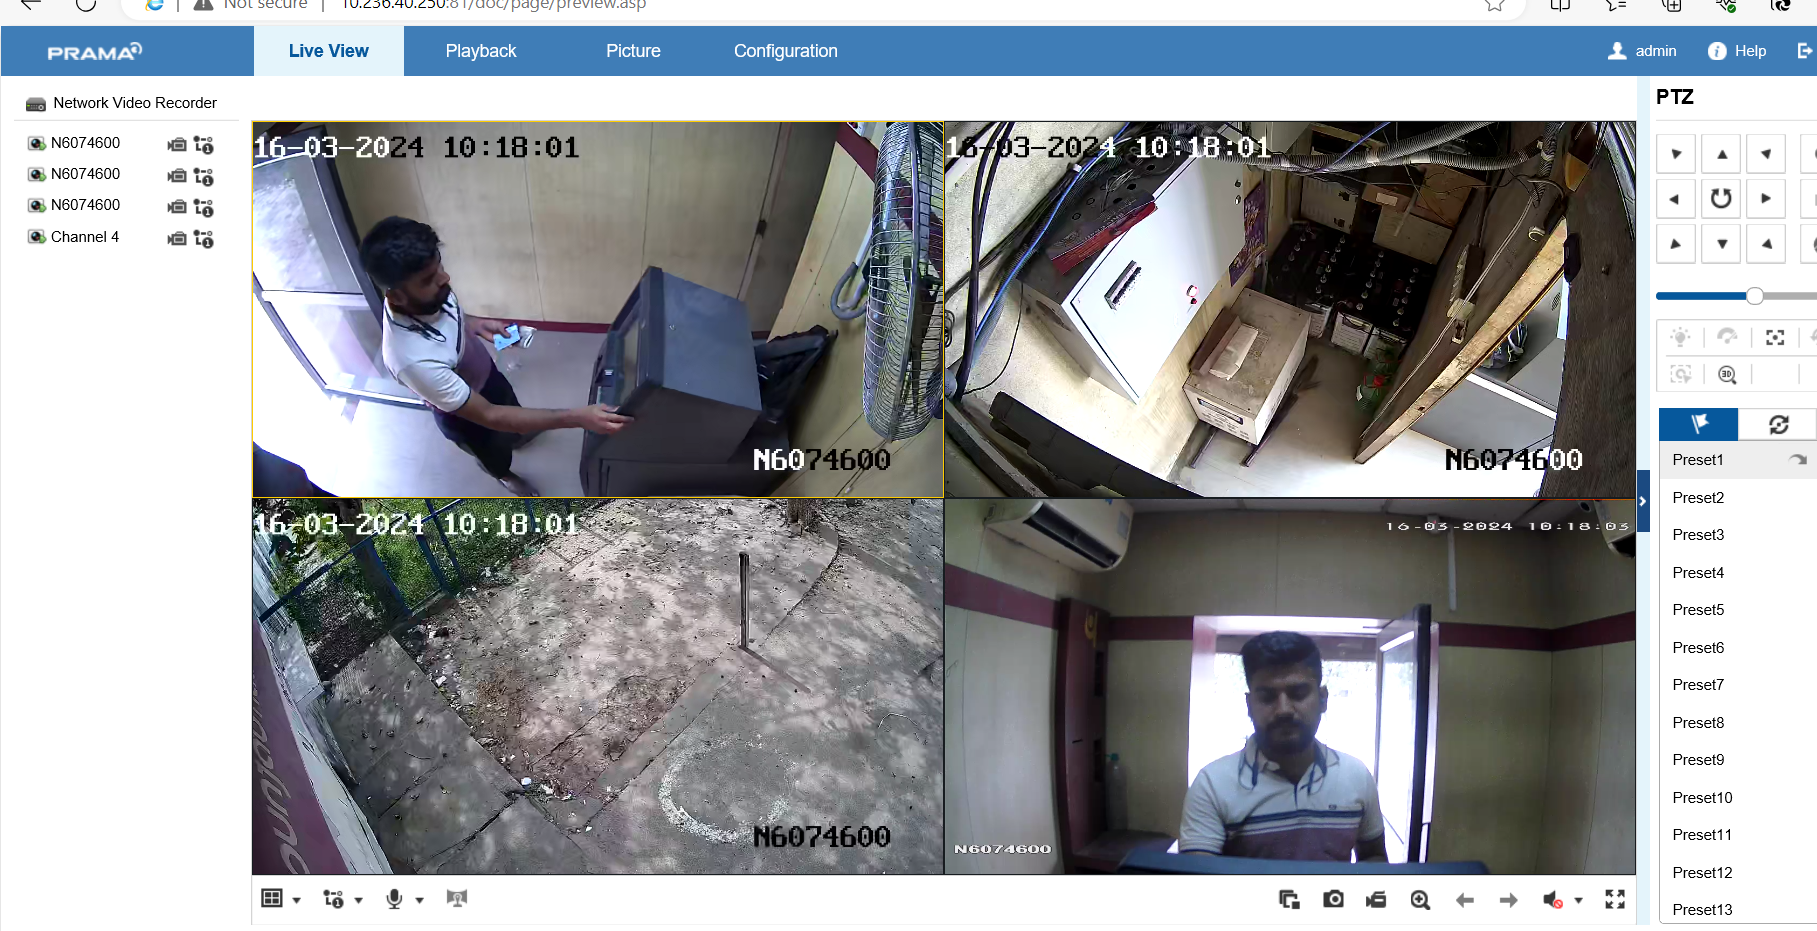 Not secure 10.236.40.250:81/doc/page/preview.asp
PRAMA Live View Playback Picture Configuration admin Help
Network Video Recorder
N6074600
N6074600
N6074600
Channel 4
16-03-2024 10:18:01
N6074600
16-03-2024 10:18:01
N6074600
16-03-2024 10:18:01
N6074600
16-03-2024 10:18:03
N6074600
PTZ
3D
Preset1
Preset2
Preset3
Preset4
Preset5
Preset6
Preset7
Preset8
Preset9
Preset10
Preset11
Preset12
Preset13